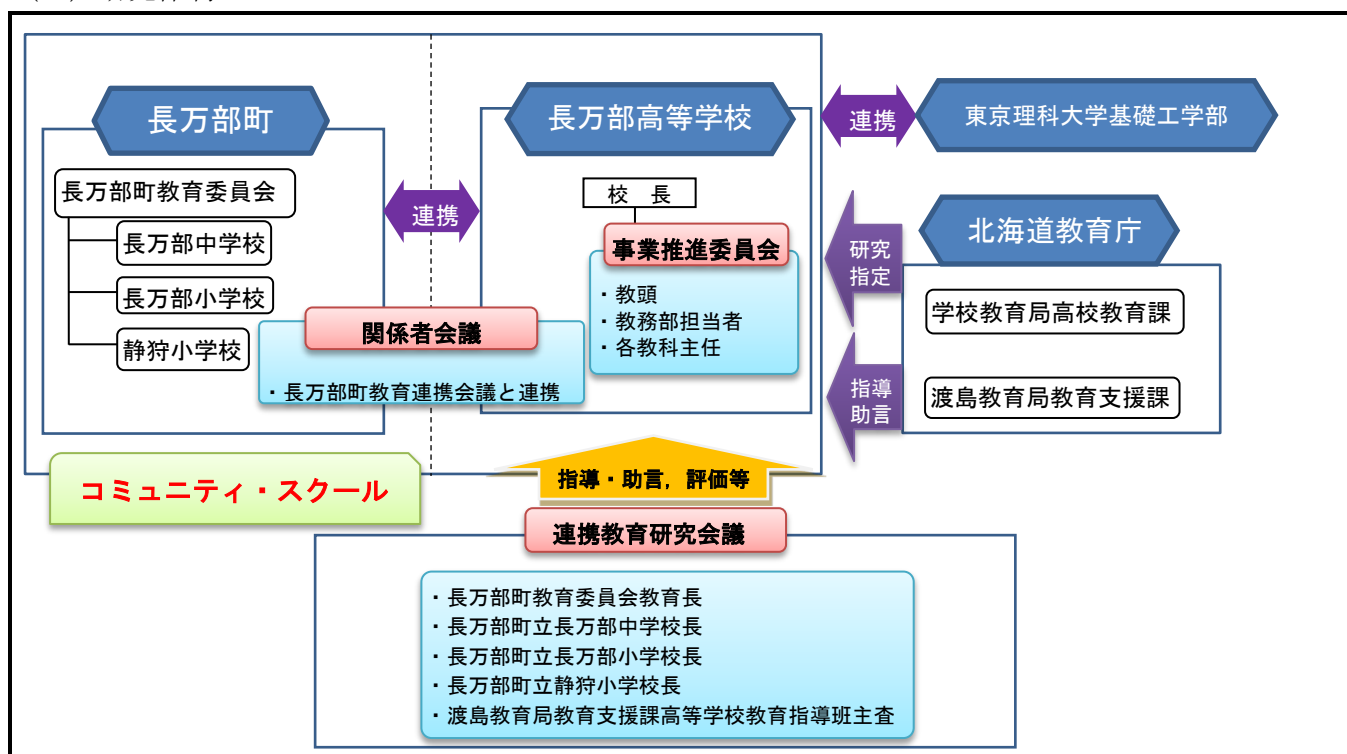 長万部町
長万部町教育委員会
長万部中学校
長万部小学校
静狩小学校
連携
長万部高等学校
校　長
事業推進委員会
・教頭
・教務部担当者
・各教科主任
関係者会議
・長万部町教育連携会議と連携
コミュニティ・スクール
連携
東京理科大学基礎工学部
北海道教育庁
研究
指定
学校教育局高校教育課
指導
助言
渡島教育局教育支援課
指導・助言，評価等
連携教育研究会議
・長万部町教育委員会教育長
・長万部町立長万部中学校長
・長万部町立長万部小学校長
・長万部町立静狩小学校長
・渡島教育局教育支援課高等学校教育指導班主査